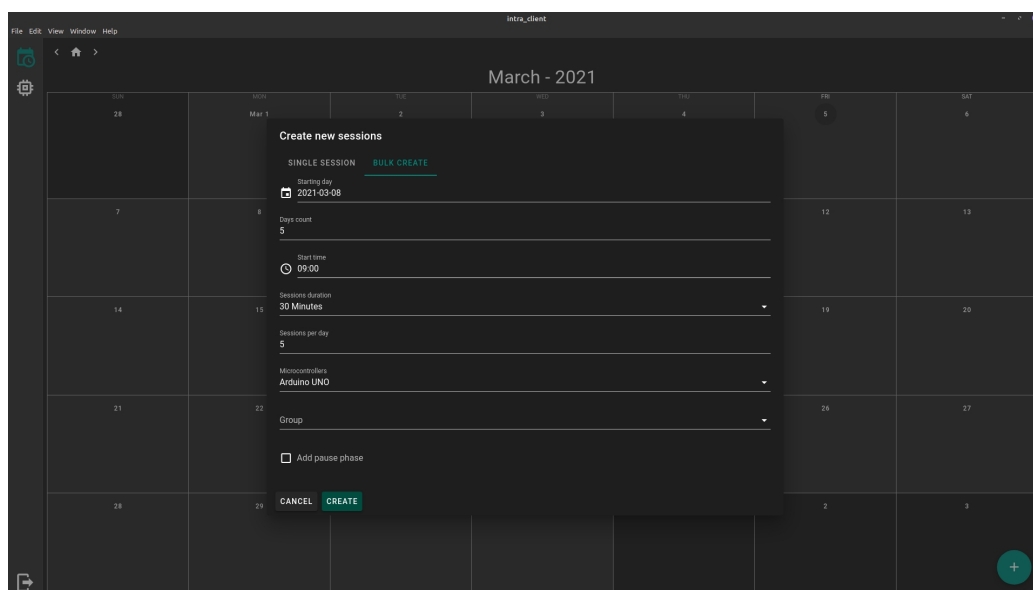 intra_client
File Edit View Window Help
March - 2021
SUN MON TUE WED THU FRI SAT
28 Mar 1 2 3 4 5 6
Create new sessions
SINGLE SESSION BULK CREATE
Starting day
2021-03-08
7 8 12 13
Days count
5
Start time
09:00
Sessions duration
30 Minutes
14 15 19 20
Sessions per day
5
Microcontrollers
Arduino UNO
21 22 26 27
Group
Add pause phase
CANCEL CREATE
28 29 2 3
+